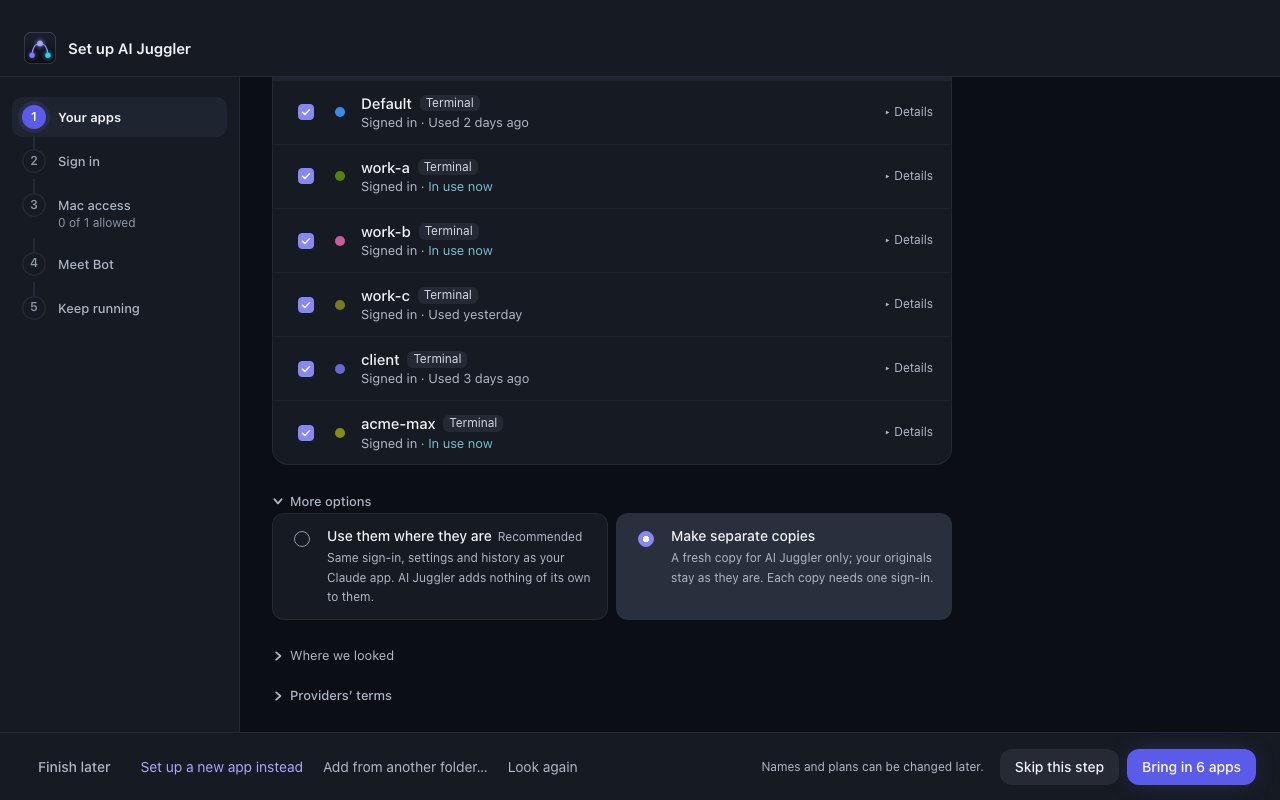 Set up AI Juggler
1
Your apps
2
Sign in
3
Mac access
0 of 1 allowed
4
Meet Bot
5
Keep running
Default Terminal
Signed in · Used 2 days ago
Details
work-a Terminal
Signed in · In use now
Details
work-b Terminal
Signed in · In use now
Details
work-c Terminal
Signed in · Used yesterday
Details
client Terminal
Signed in · Used 3 days ago
Details
acme-max Terminal
Signed in · In use now
Details
More options
Use them where they are Recommended
Same sign-in, settings and history as your
Claude app. AI Juggler adds nothing of its own
to them.
Make separate copies
A fresh copy for AI Juggler only; your originals
stay as they are. Each copy needs one sign-in.
Where we looked
Providers’ terms
Finish later
Set up a new app instead
Add from another folder…
Look again
Names and plans can be changed later.
Skip this step
Bring in 6 apps